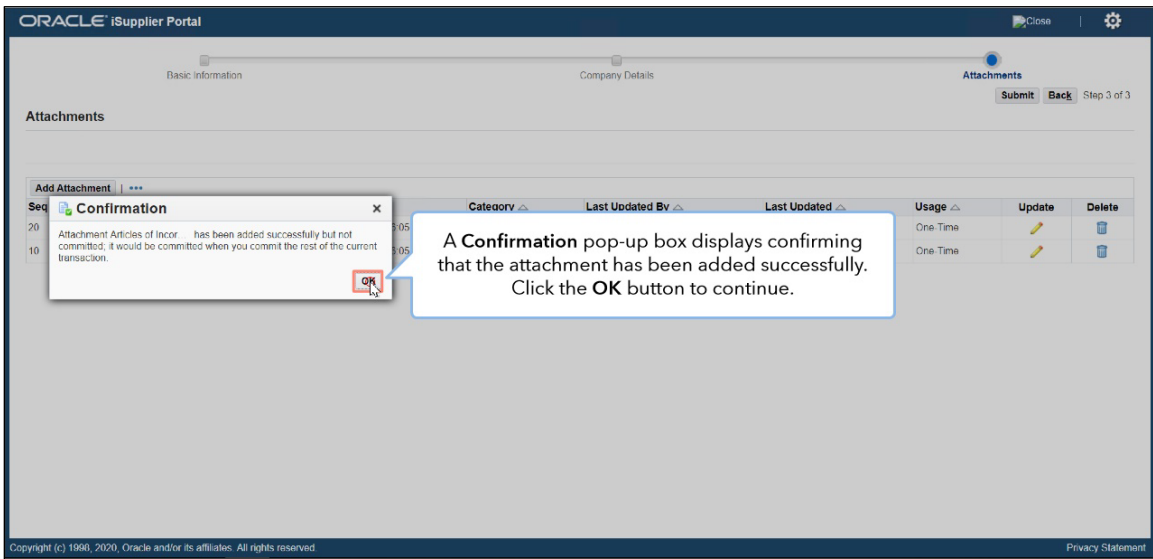 ORACLE iSupplier Portal
Close
Basic Information
Company Details
Attachments
Submit Back Step 3 of 3
Attachments
Add Attachment
Seq Category Last Updated By Last Updated Usage Update Delete
20 One-Time
10 One-Time
Confirmation
Attachment Articles of Incor... has been added successfully but not
committed; it would be committed when you commit the rest of the current
transaction.
OK
A Confirmation pop-up box displays confirming
that the attachment has been added successfully.
Click the OK button to continue.
Copyright (c) 1998, 2020, Oracle and/or its affiliates. All rights reserved.
Privacy Statement